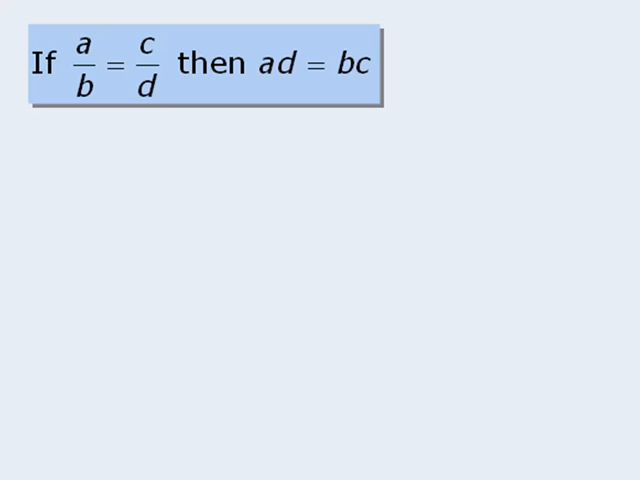 If a/b = c/d then ad = bc